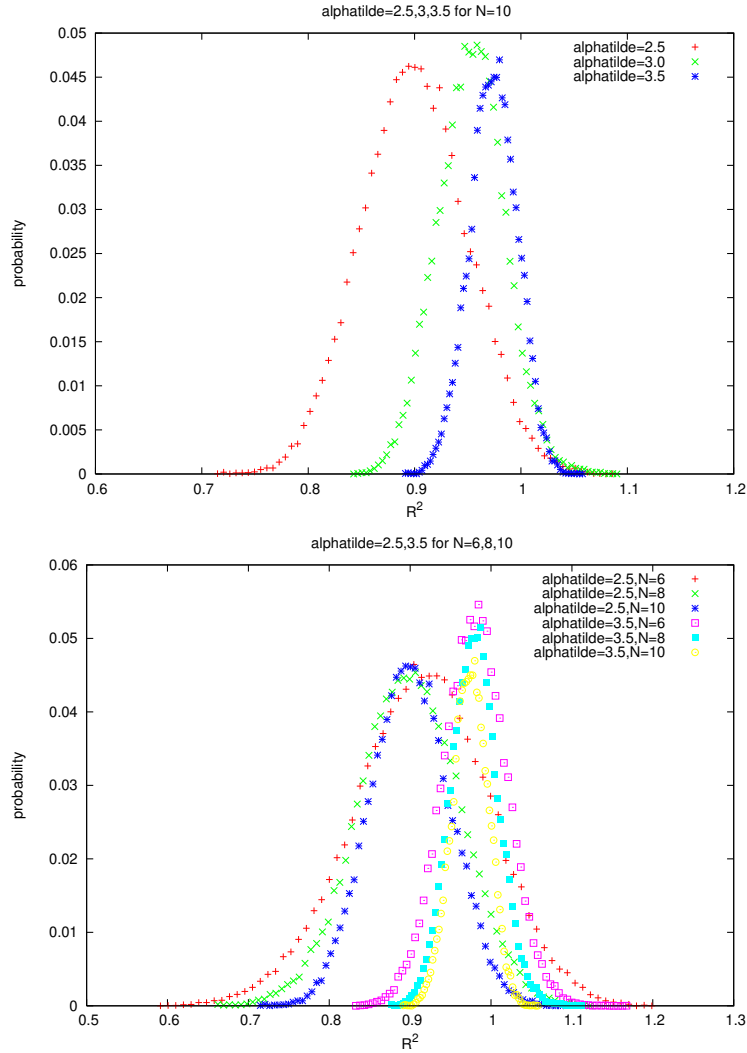 alphatilde=2.5,3,3.5 for N=10
0.05
0.045
0.04
0.035
0.03
0.025
0.02
0.015
0.01
0.005
0
probability
alphatilde=2.5
alphatilde=3.0
alphatilde=3.5
0.6 0.7 0.8 0.9 1 1.1 1.2
R²
alphatilde=2.5,3.5 for N=6,8,10
0.06
0.05
0.04
0.03
0.02
0.01
0
probability
alphatilde=2.5,N=6
alphatilde=2.5,N=8
alphatilde=2.5,N=10
alphatilde=3.5,N=6
alphatilde=3.5,N=8
alphatilde=3.5,N=10
0.5 0.6 0.7 0.8 0.9 1 1.1 1.2 1.3
R²